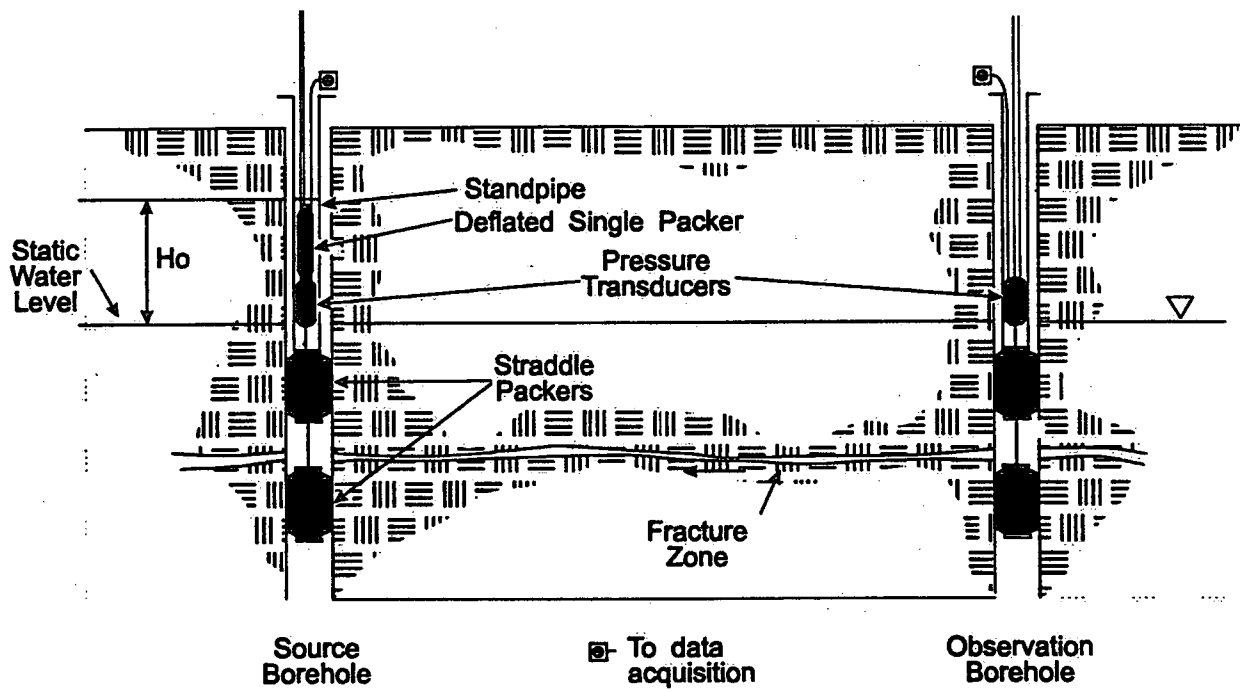 Standpipe
Deflated Single Packer
Ho
Static
Water
Level
Pressure
Transducers
Straddle
Packers
Fracture
Zone
Source
Borehole
To data
acquisition
Observation
Borehole